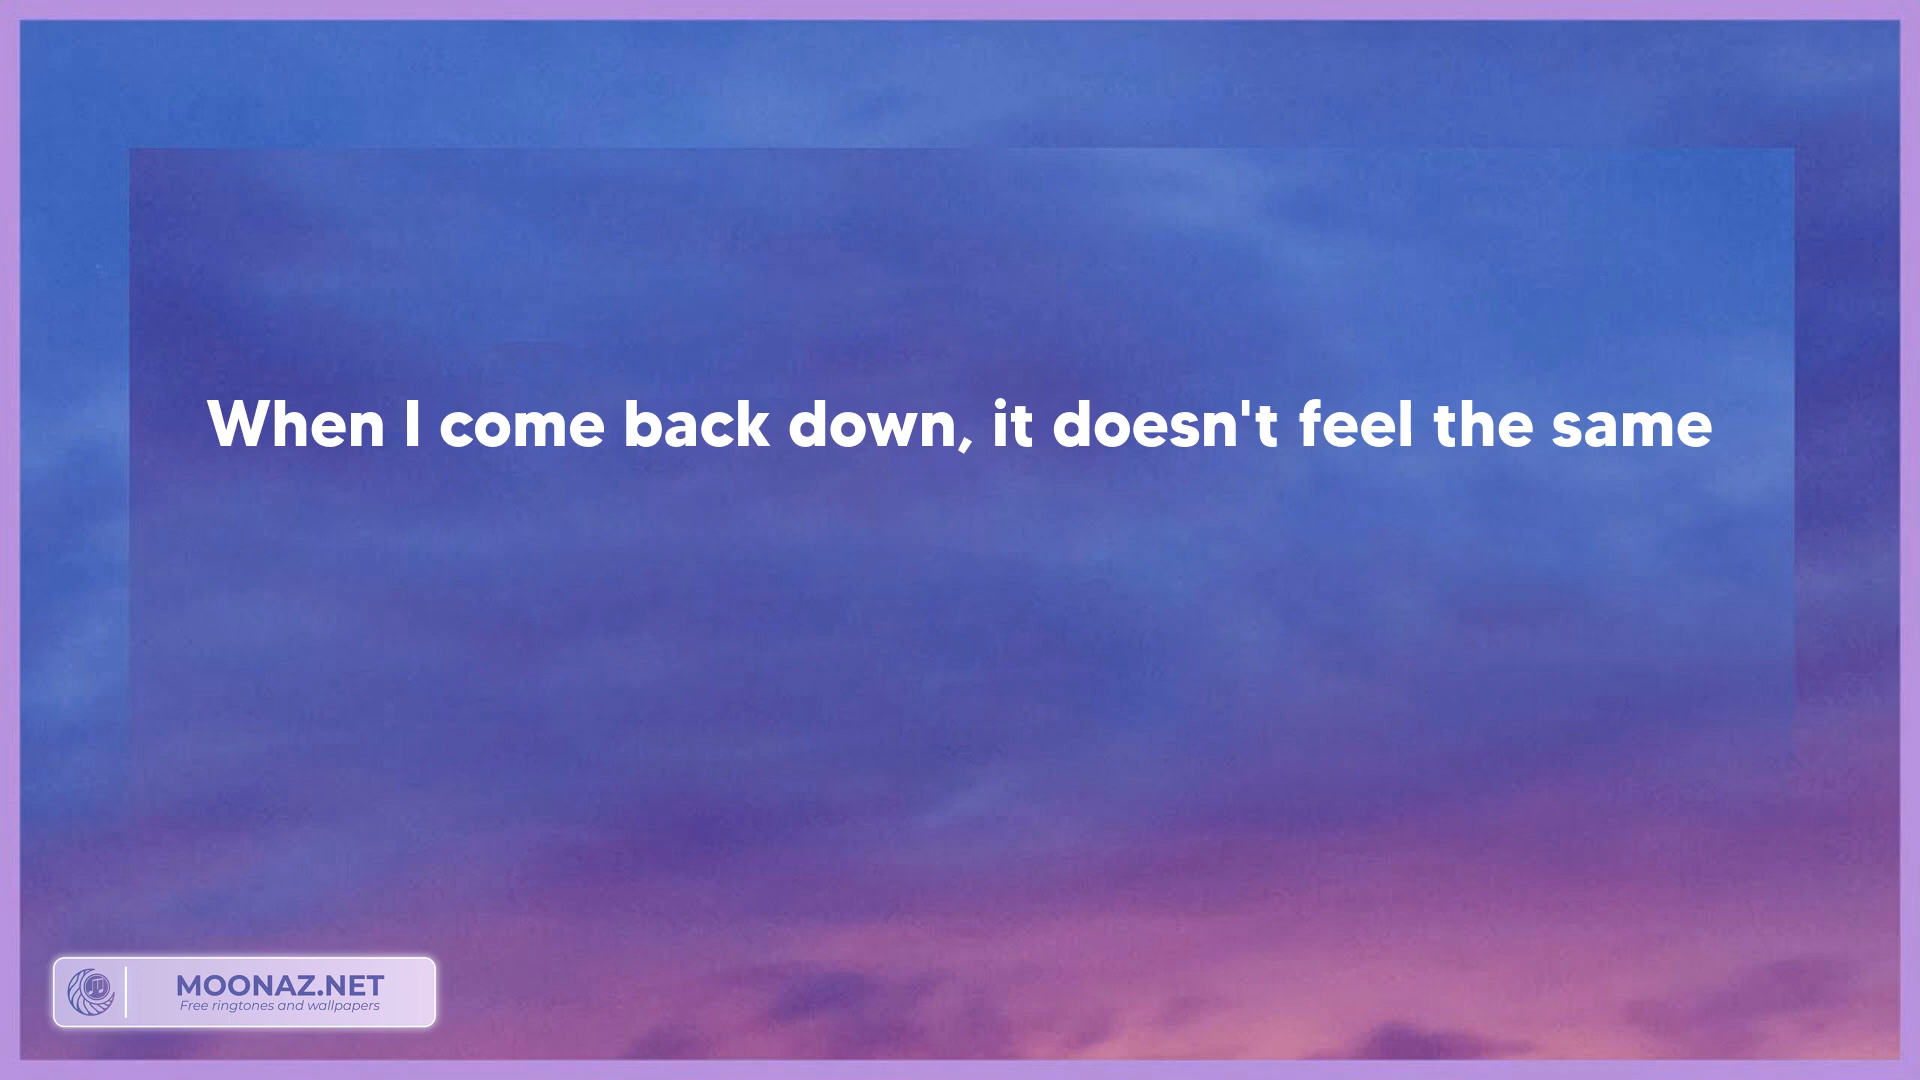 When I come back down, it doesn't feel the same
MOONAZ.NET
Free ringtones and wallpapers